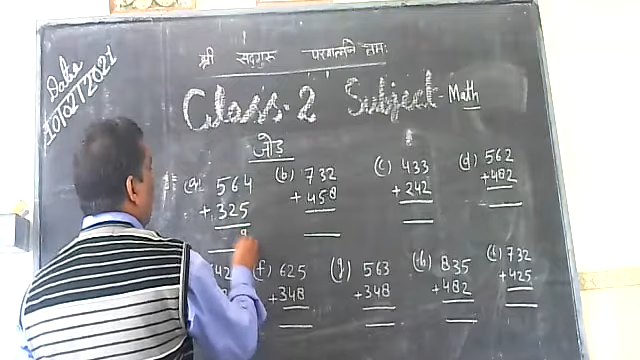 श्री सद्गुरु परमात्मने नमः
Date
10/02/2021
Class-2 Subject-Math
जोड़
(a) 564 (b) 732 (c) 433 (d) 562
+325 +458 +242 +482
9
42 (f) 625 (g) 563 (h) 835 (i) 732
+348 +348 +482 +425